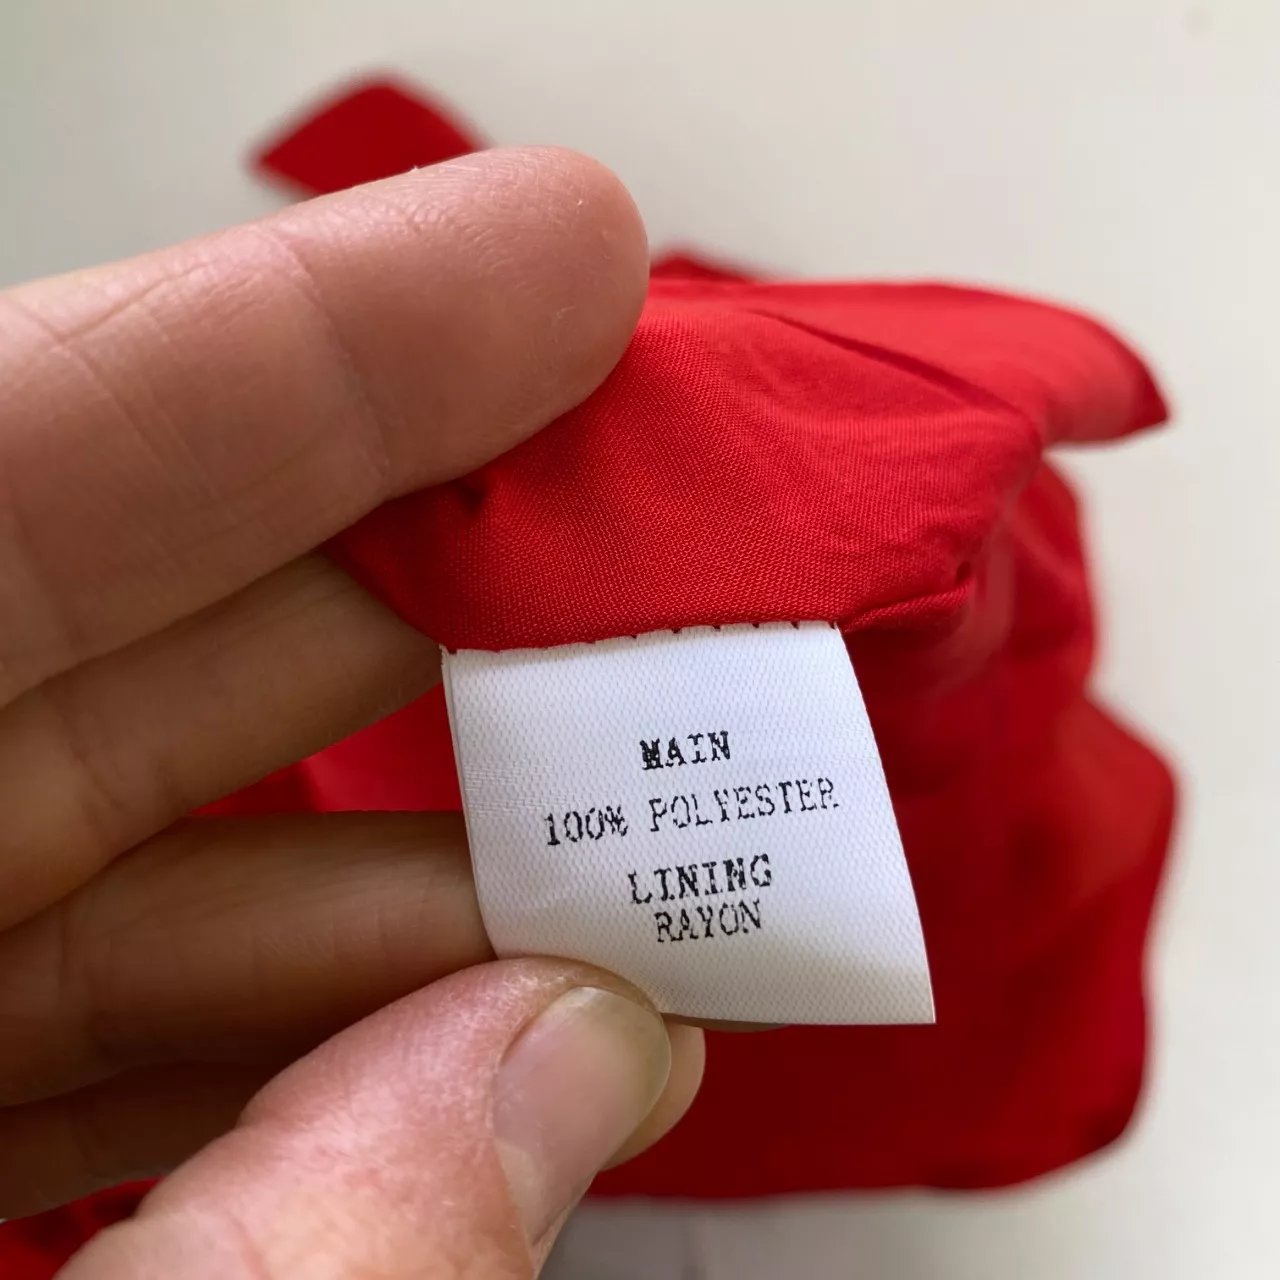 MAIN
100% POLYESTER
LINING
RAYON